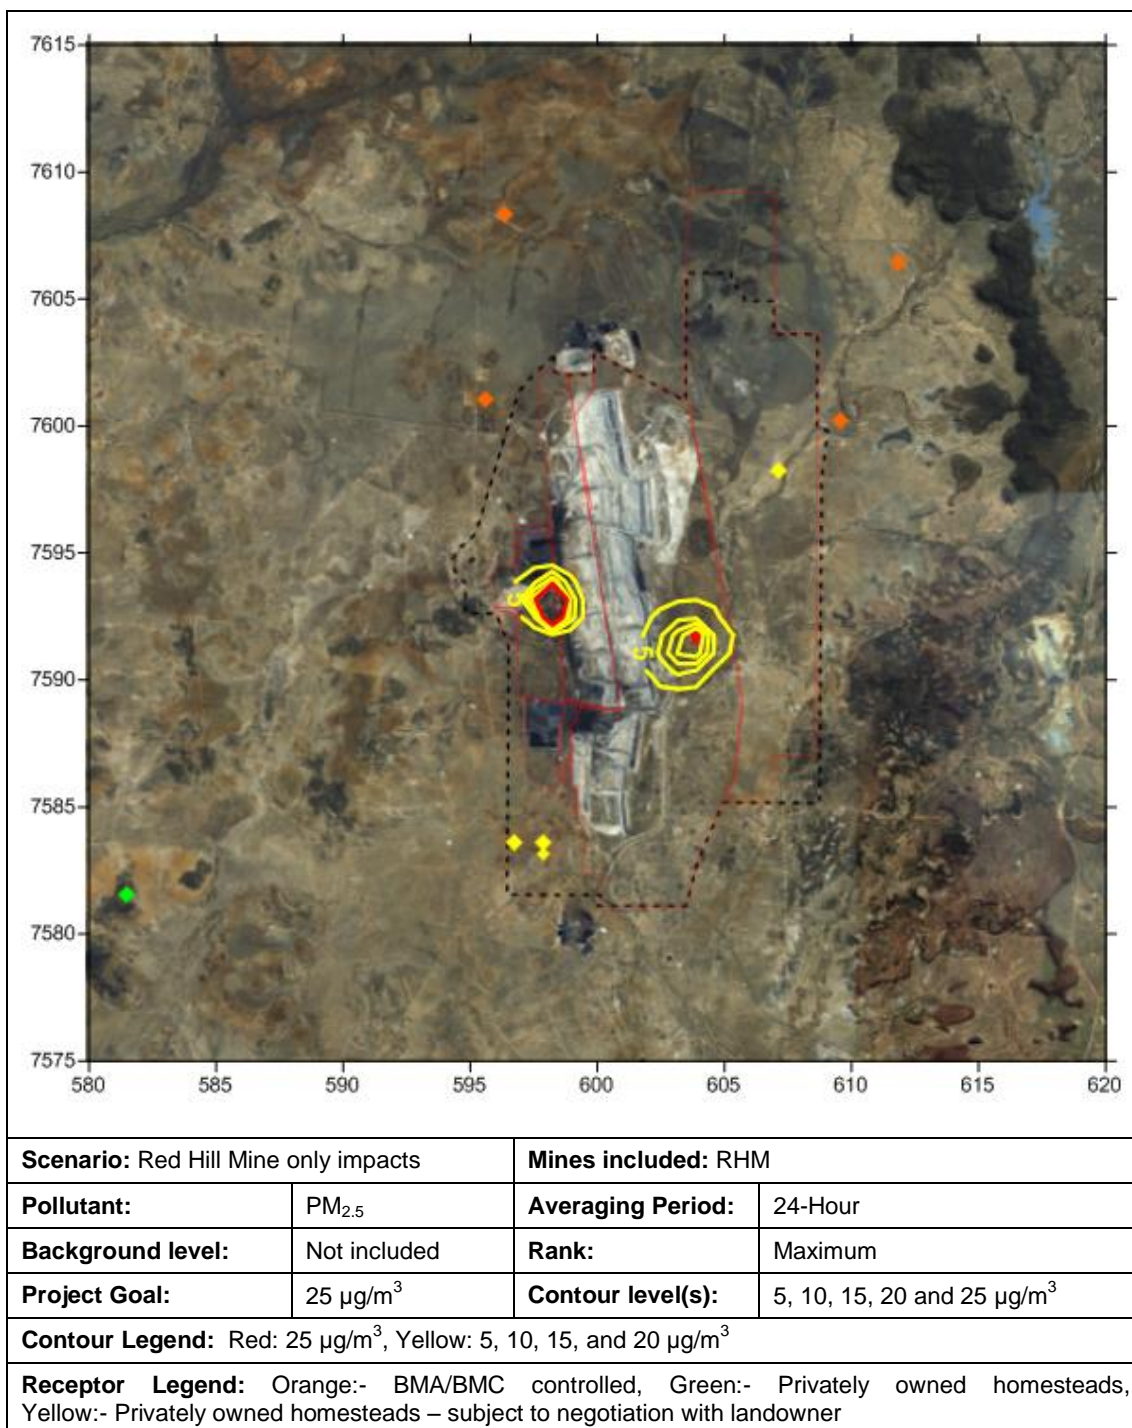 7615
7610
7605
7600
7595
7590
7585
7580
7575
5
5
580 585 590 595 600 605 610 615 620
Scenario: Red Hill Mine only impacts Mines included: RHM
Pollutant: PM2.5 Averaging Period: 24-Hour
Background level: Not included Rank: Maximum
Project Goal: 25 µg/m³ Contour level(s): 5, 10, 15, 20 and 25 µg/m³
Contour Legend: Red: 25 µg/m³, Yellow: 5, 10, 15, and 20 µg/m³
Receptor Legend: Orange:- BMA/BMC controlled, Green:- Privately owned homesteads,
Yellow:- Privately owned homesteads – subject to negotiation with landowner